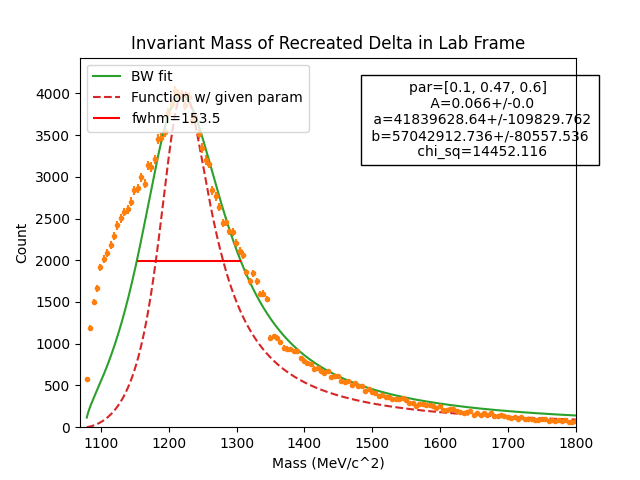 Invariant Mass of Recreated Delta in Lab Frame
BW fit
Function w/ given param
fwhm=153.5
par=[0.1, 0.47, 0.6]
A=0.066+/-0.0
a=41839628.64+/-109829.762
b=57042912.736+/-80557.536
chi_sq=14452.116
Count
4000
3500
3000
2500
2000
1500
1000
500
0
1100 1200 1300 1400 1500 1600 1700 1800
Mass (MeV/c^2)